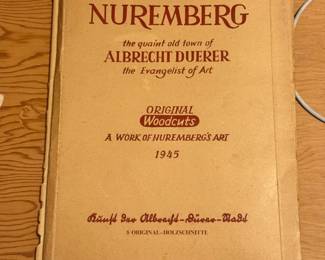 NUREMBERG
the quaint old town of
ALBRECHT DUERER
the Evangelist of Art
ORIGINAL
Woodcuts
A WORK OF NUREMBERG'S ART
1945
Kunst der Albrecht-Dürer-Stadt
8 ORIGINAL-HOLZSCHNITTE